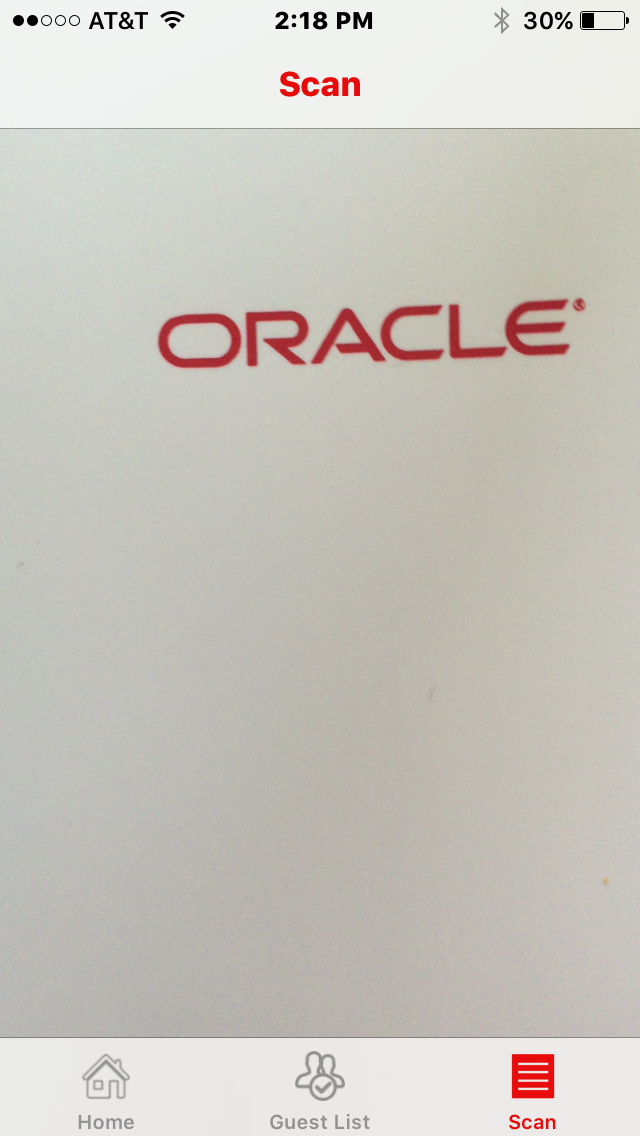 AT&T 2:18 PM 30%
Scan
ORACLE®
Home Guest List Scan